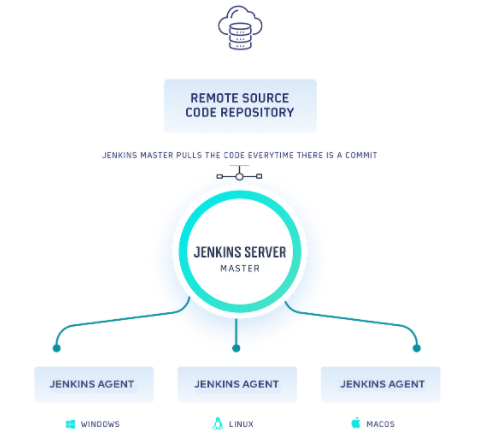 REMOTE SOURCE
CODE REPOSITORY
JENKINS MASTER PULLS THE CODE EVERYTIME THERE IS A COMMIT
JENKINS SERVER
MASTER
JENKINS AGENT
JENKINS AGENT
JENKINS AGENT
WINDOWS
LINUX
MACOS